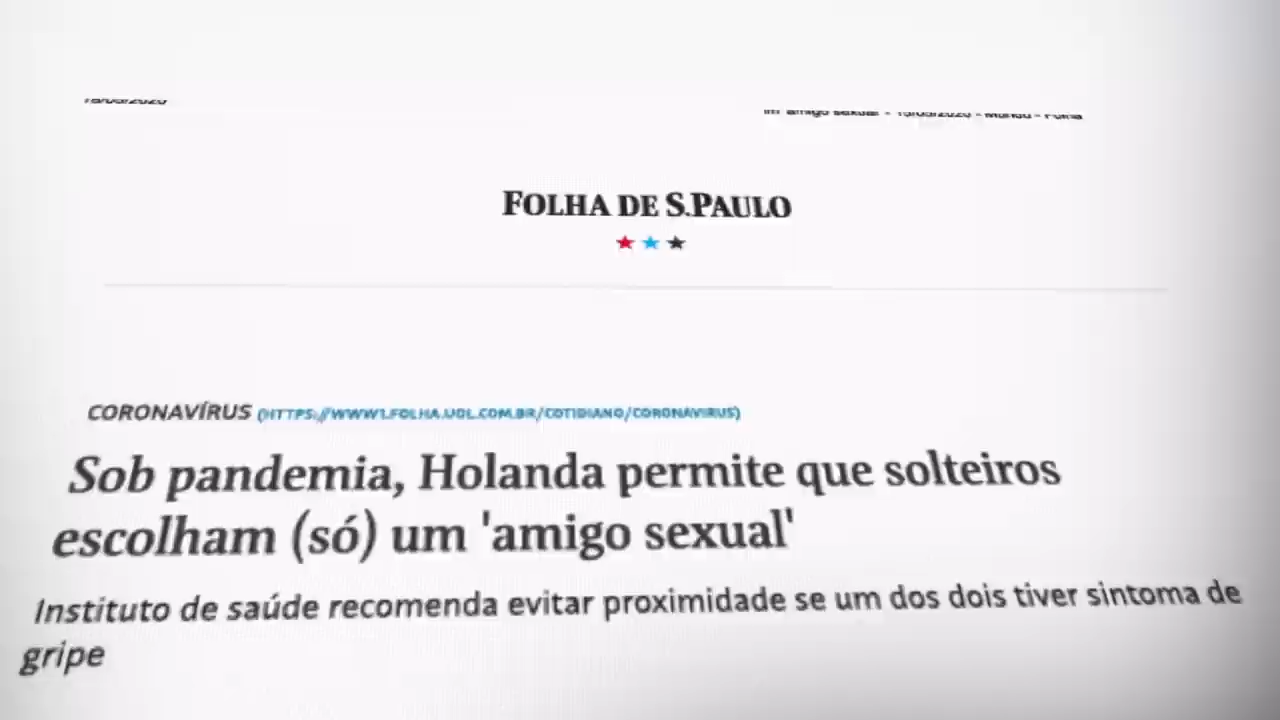 FOLHA DE S.PAULO
CORONAVÍRUS (HTTPS://WWW1.FOLHA.UOL.COM.BR/COTIDIANO/CORONAVIRUS)
Sob pandemia, Holanda permite que solteiros
escolham (só) um 'amigo sexual'
Instituto de saúde recomenda evitar proximidade se um dos dois tiver sintoma de
gripe